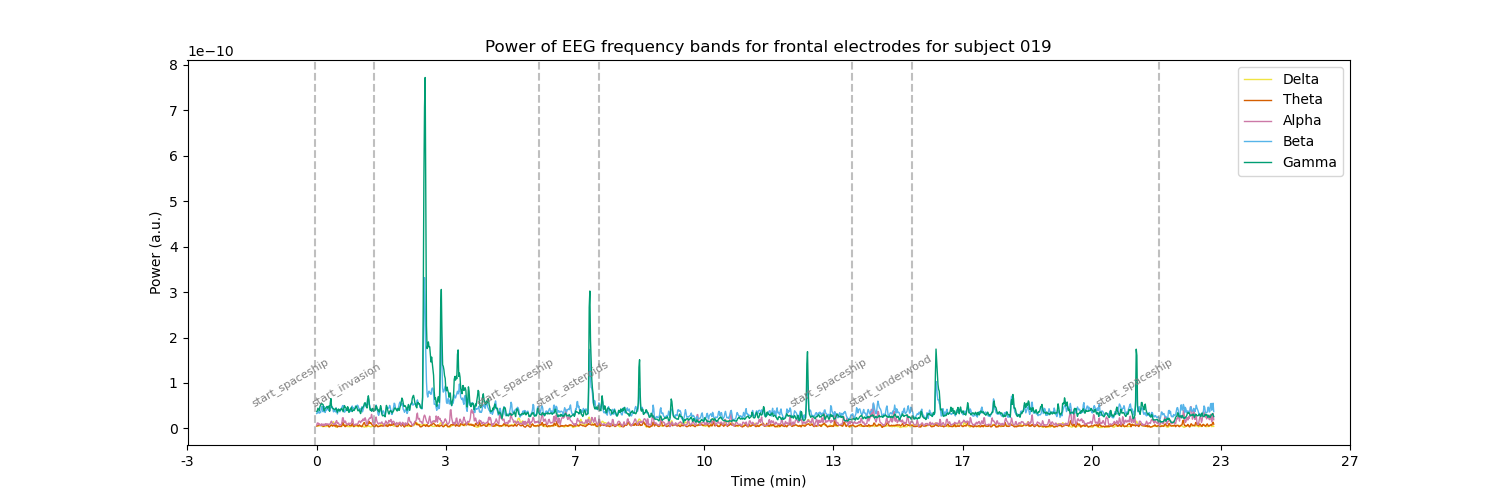 Power of EEG frequency bands for frontal electrodes for subject 019
1e−10
8
7
6
5
4
3
2
1
0
Power (a.u.)
Delta
Theta
Alpha
Beta
Gamma
start_spaceship
start_invasion
start_spaceship
start_asteroids
start_spaceship
start_underwood
start_spaceship
-3
0
3
7
10
13
17
20
23
27
Time (min)